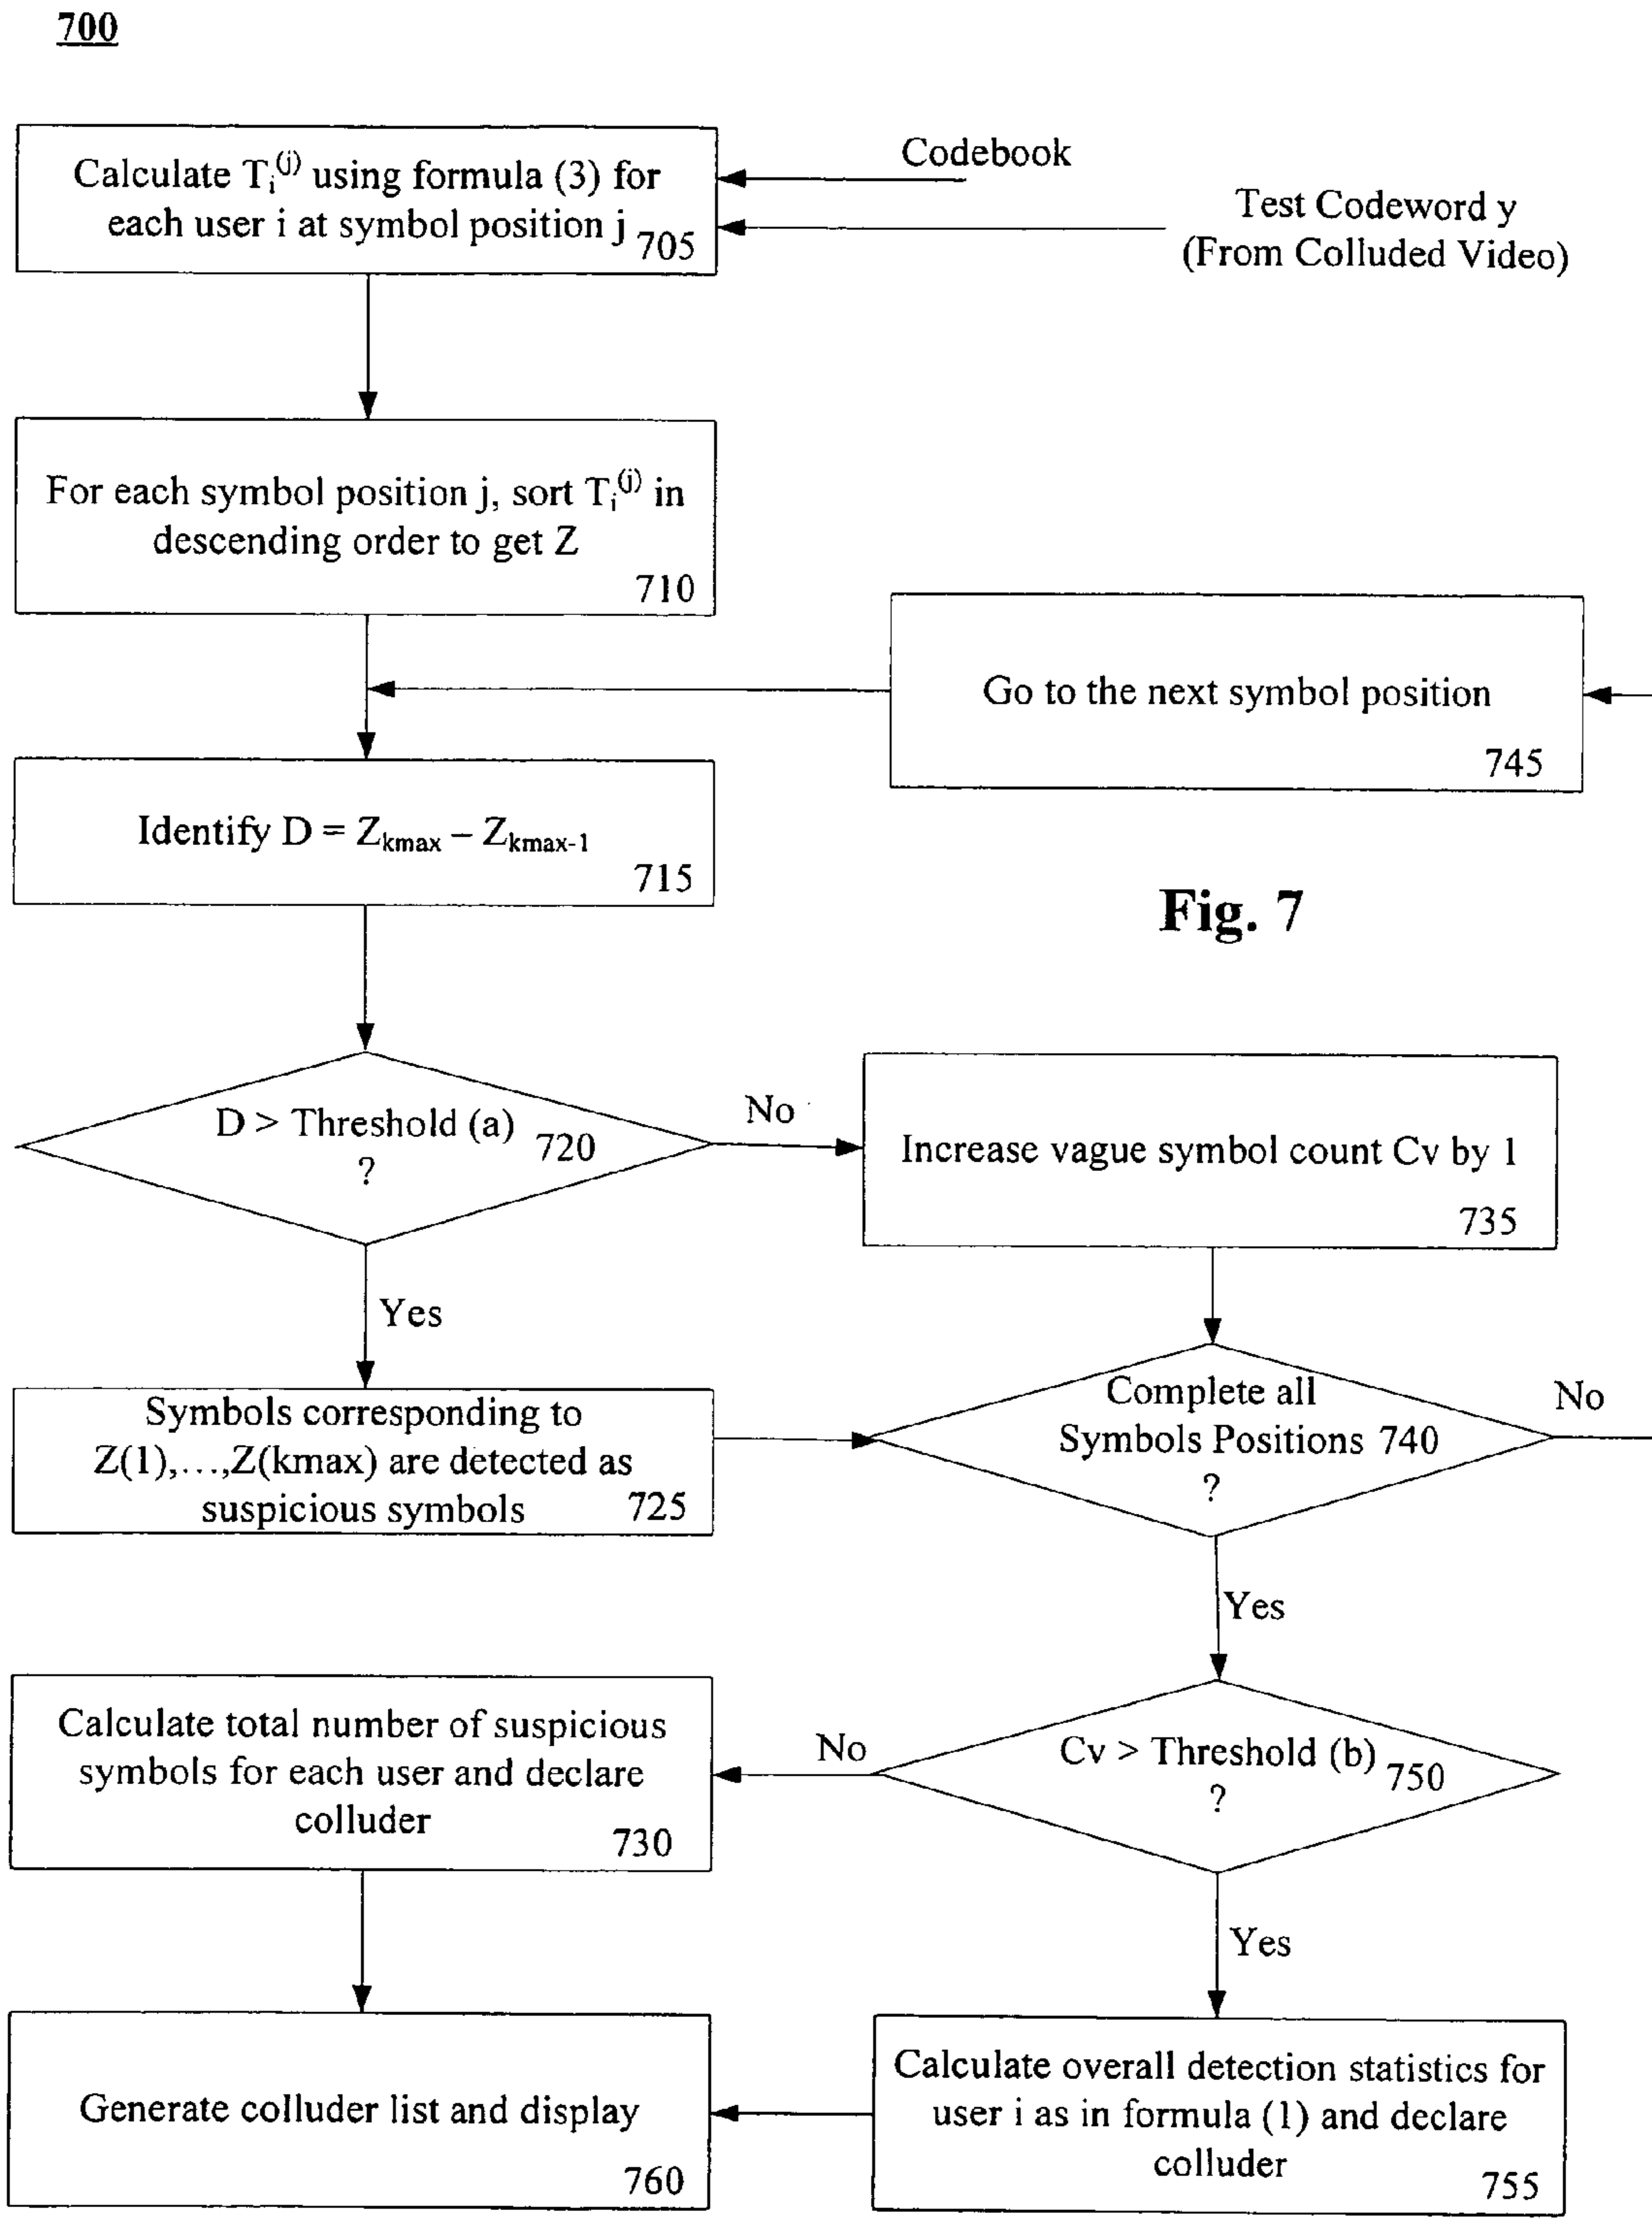 700
Calculate Tᵢ⁽ʲ⁾ using formula (3) for
each user i at symbol position j
705
Codebook
Test Codeword y
(From Colluded Video)
For each symbol position j, sort Tᵢ⁽ʲ⁾ in
descending order to get Z
710
Go to the next symbol position
745
Identify D = Zkmax – Zkmax-1
715
Fig. 7
D > Threshold (a)
?
720
No
Increase vague symbol count Cv by 1
735
Yes
Symbols corresponding to
Z(1),...,Z(kmax) are detected as
suspicious symbols
725
Complete all
Symbols Positions 740
?
No
Yes
Calculate total number of suspicious
symbols for each user and declare
colluder
730
No
Cv > Threshold (b)
?
750
Yes
Generate colluder list and display
760
Calculate overall detection statistics for
user i as in formula (1) and declare
colluder
755